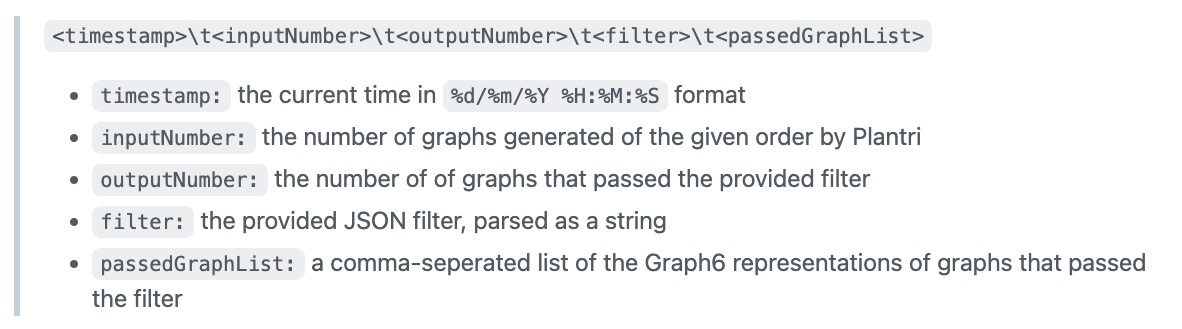 <timestamp>\t<inputNumber>\t<outputNumber>\t<filter>\t<passedGraphList>
• timestamp: the current time in %d/%m/%Y %H:%M:%S format
• inputNumber: the number of graphs generated of the given order by Plantri
• outputNumber: the number of of graphs that passed the provided filter
• filter: the provided JSON filter, parsed as a string
• passedGraphList: a comma-seperated list of the Graph6 representations of graphs that passed
the filter